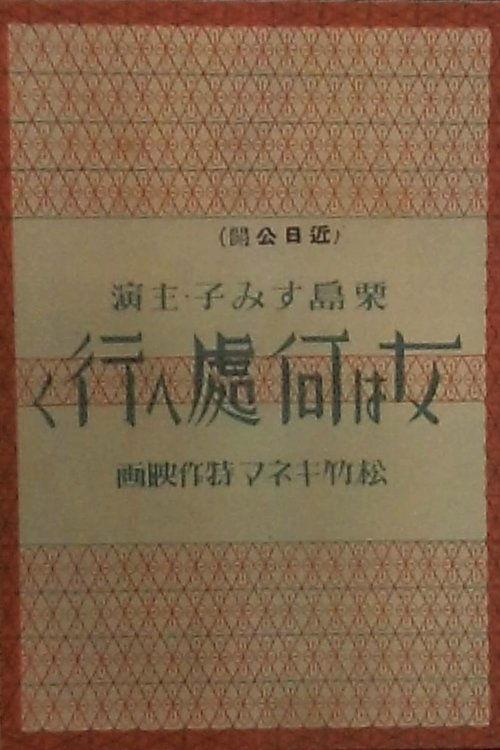 （近日公開）
栗島すみ子・主演
女は何處へ行く
松竹キネマ特作映画